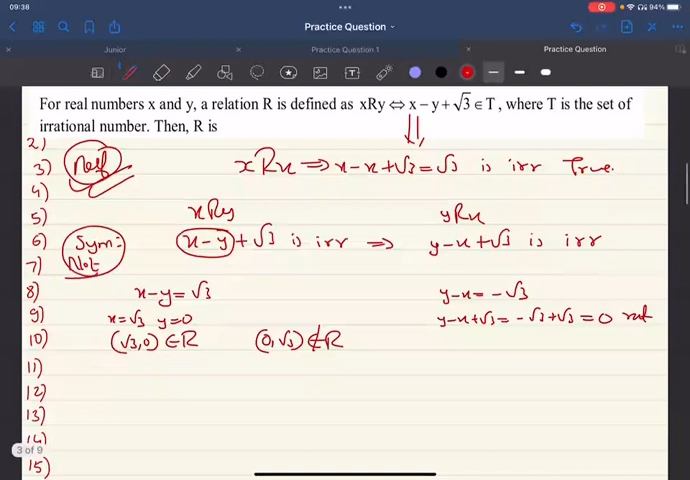 09:38
94%
Practice Question
Junior
Practice Question 1
Practice Question
For real numbers x and y, a relation R is defined as xRy ⇔ x − y + √3 ∈ T, where T is the set of
irrational number. Then, R is
2)
3) Ref xRx ⇒ x-x+√3 = √3 is irr True.
4)
5) xRy yRx
6) Sym: x-y + √3 is irr ⇒ y-x+√3 is irr
7) Not
8) x-y = √3 y-x = -√3
9) x=√3 y=0 y-x+√3 = -√3+√3 = 0 rat
10) (√3,0) ∈ R (0,√3) ∉ R
11)
12)
13)
14)
3 of 9
15)